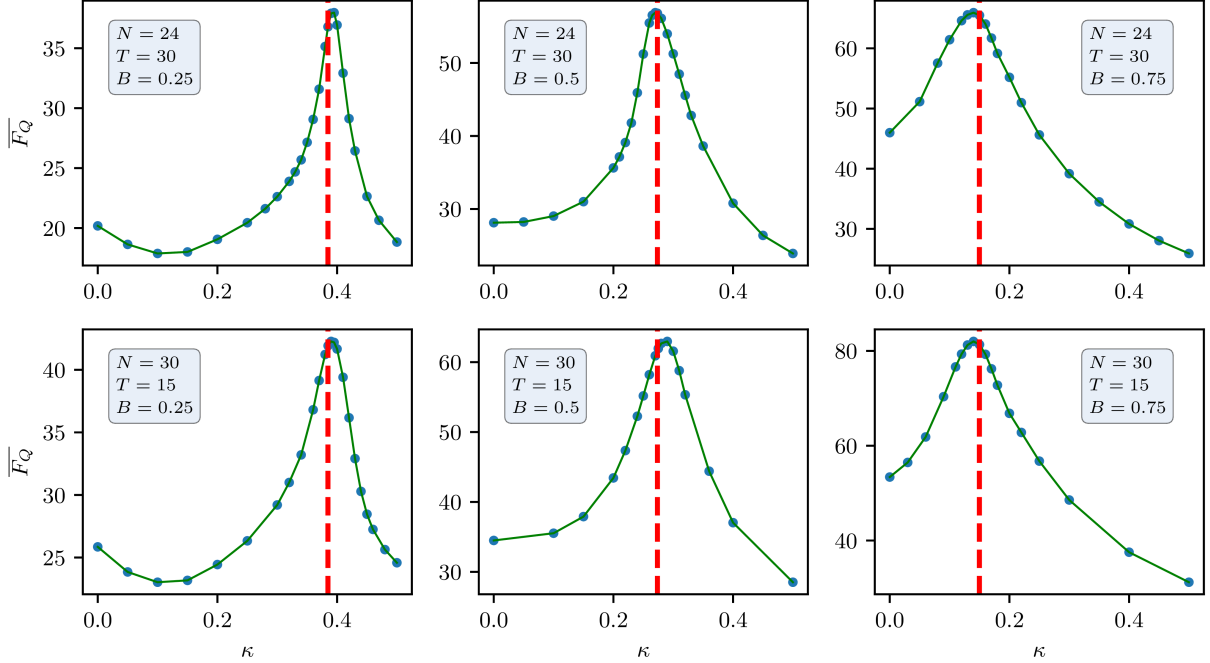 35
30
25
20
0.0
0.2
0.4
F_Q
N = 24
T = 30
B = 0.25
50
40
30
0.0
0.2
0.4
N = 24
T = 30
B = 0.5
60
50
40
30
0.0
0.2
0.4
N = 24
T = 30
B = 0.75
40
35
30
25
0.0
0.2
0.4
F_Q
κ
N = 30
T = 15
B = 0.25
60
50
40
30
0.0
0.2
0.4
κ
N = 30
T = 15
B = 0.5
80
60
40
0.0
0.2
0.4
κ
N = 30
T = 15
B = 0.75